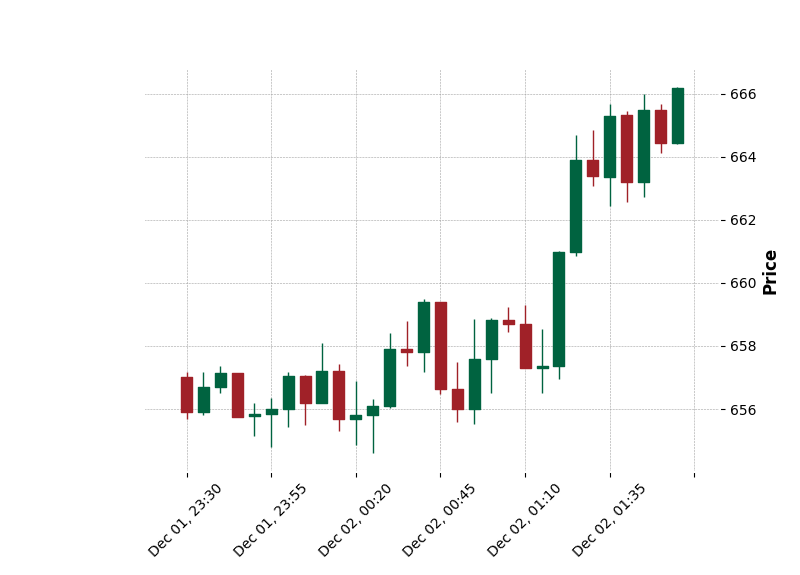 666
664
662
660
658
656
Price
Dec 01, 23:30
Dec 01, 23:55
Dec 02, 00:20
Dec 02, 00:45
Dec 02, 01:10
Dec 02, 01:35